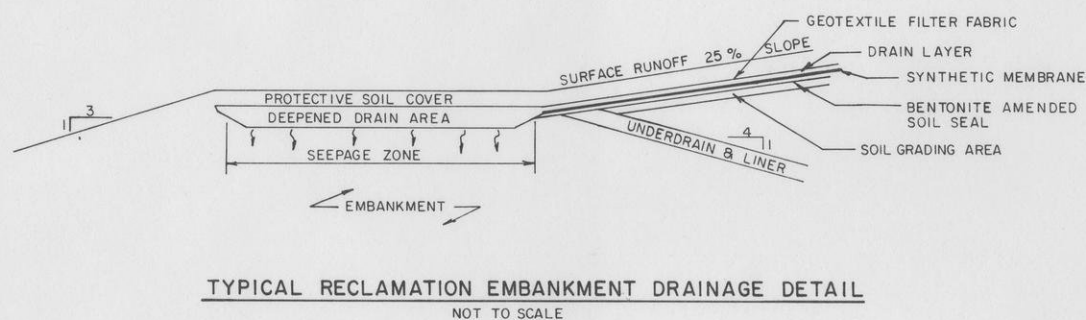 GEOTEXTILE FILTER FABRIC
SURFACE RUNOFF 25 % SLOPE
DRAIN LAYER
SYNTHETIC MEMBRANE
3
1
PROTECTIVE SOIL COVER
BENTONITE AMENDED
SOIL SEAL
DEEPENED DRAIN AREA
4
1
UNDERDRAIN & LINER
SOIL GRADING AREA
SEEPAGE ZONE
EMBANKMENT
TYPICAL RECLAMATION EMBANKMENT DRAINAGE DETAIL
NOT TO SCALE